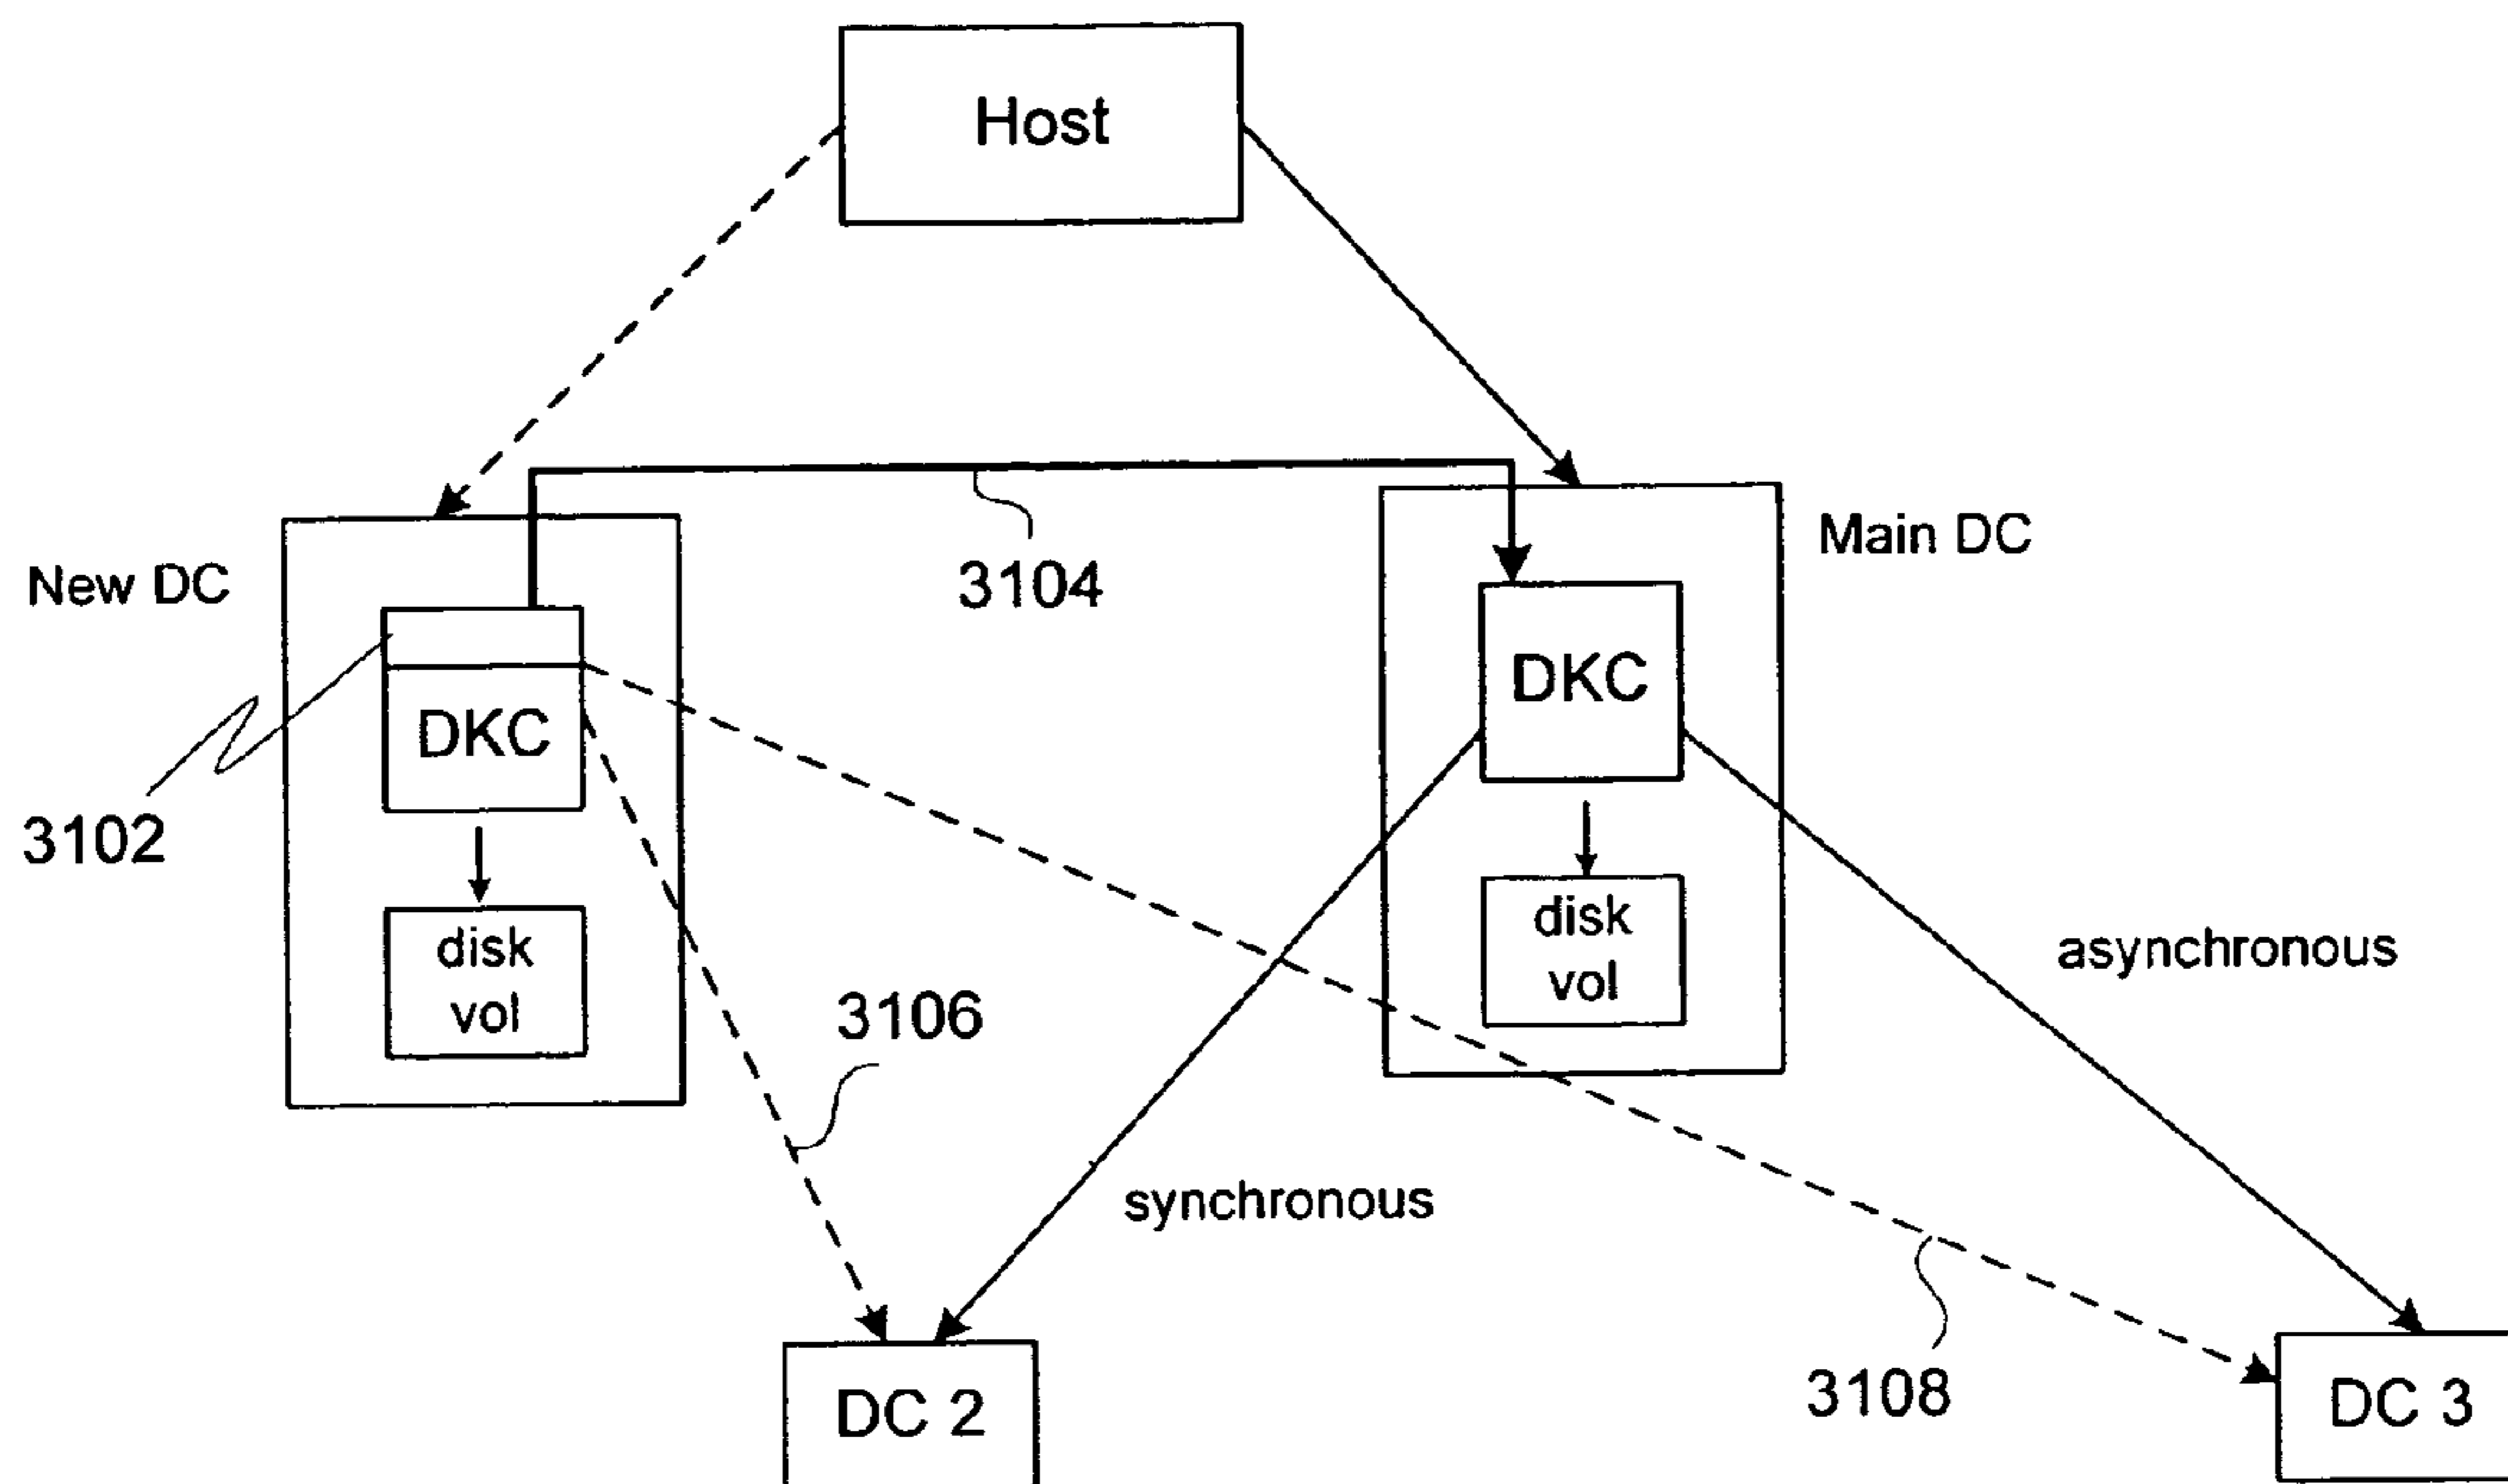 Host
Main DC
New DC
3104
DKC
DKC
3102
disk
vol
disk
vol
asynchronous
3106
synchronous
3108
DC 2
DC 3